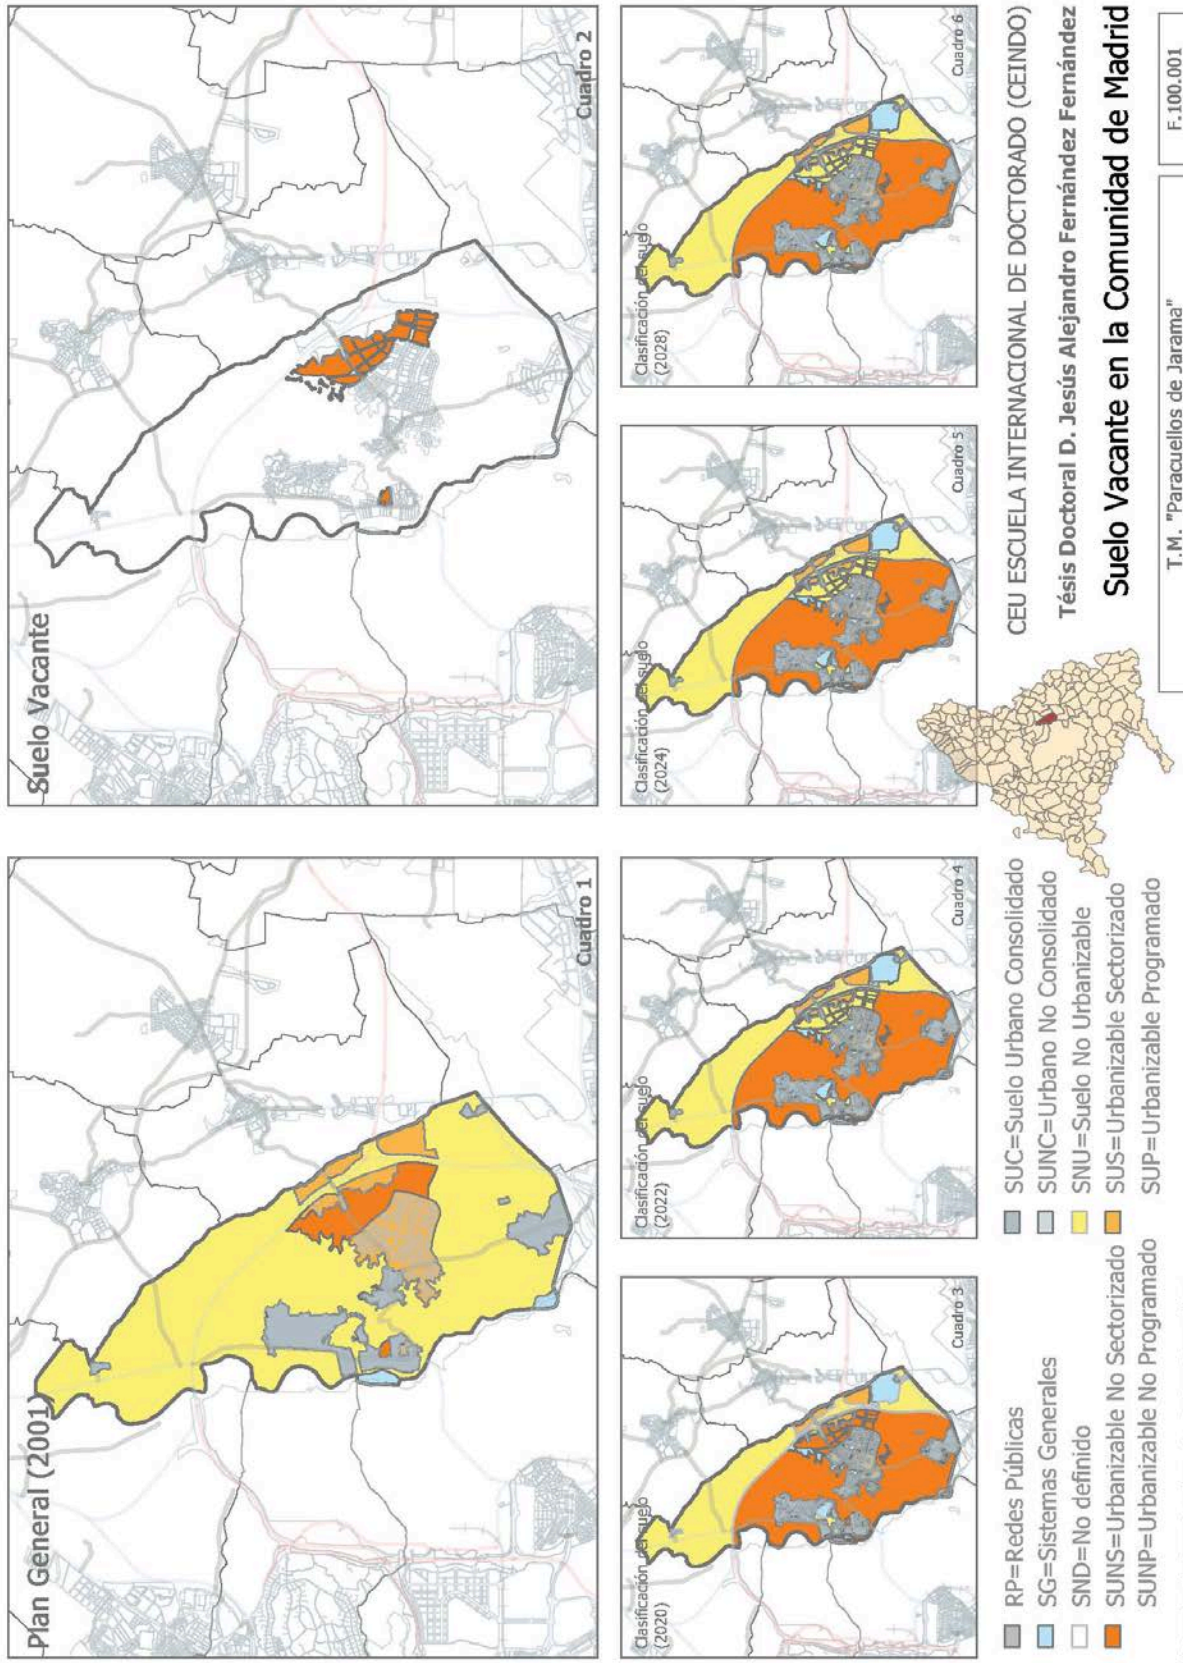 Plan General (2001)
Cuadro 1
Suelo Vacante
Cuadro 2
Clasificación del suelo
(2020)
Cuadro 3
Clasificación del suelo
(2022)
Cuadro 4
Clasificación del suelo
(2024)
Cuadro 5
Clasificación del suelo
(2028)
Cuadro 6
RP=Redes Públicas
SG=Sistemas Generales
SND=No definido
SUNS=Urbanizable No Sectorizado
SUNP=Urbanizable No Programado
SUC=Suelo Urbano Consolidado
SUNC=Urbano No Consolidado
SNU=Suelo No Urbanizable
SUS=Urbanizable Sectorizado
SUP=Urbanizable Programado
CEU ESCUELA INTERNACIONAL DE DOCTORADO (CEINDO)
Tésis Doctoral D. Jesús Alejandro Fernández Fernández
Suelo Vacante en la Comunidad de Madrid
T.M. "Paracuellos de Jarama"
F.100.001